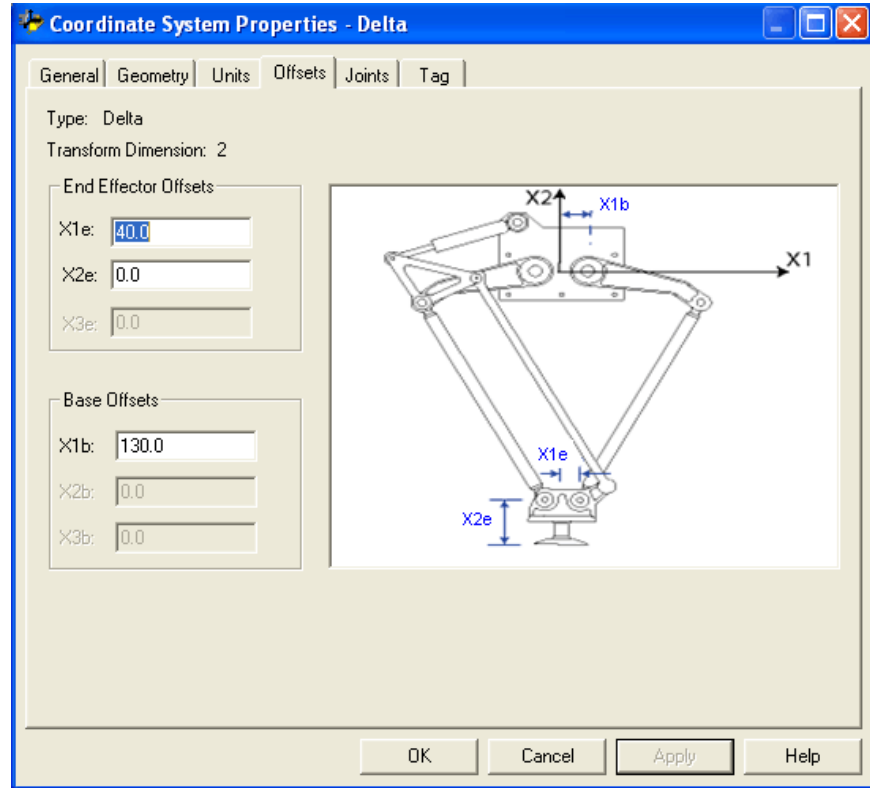 Coordinate System Properties - Delta
General Geometry Units Offsets Joints Tag
Type: Delta
Transform Dimension: 2
End Effector Offsets
X1e: 40.0
X2e: 0.0
X3e: 0.0
Base Offsets
X1b: 130.0
X2b: 0.0
X3b: 0.0
X2 X1b
X1
X1e
X2e
OK Cancel Apply Help